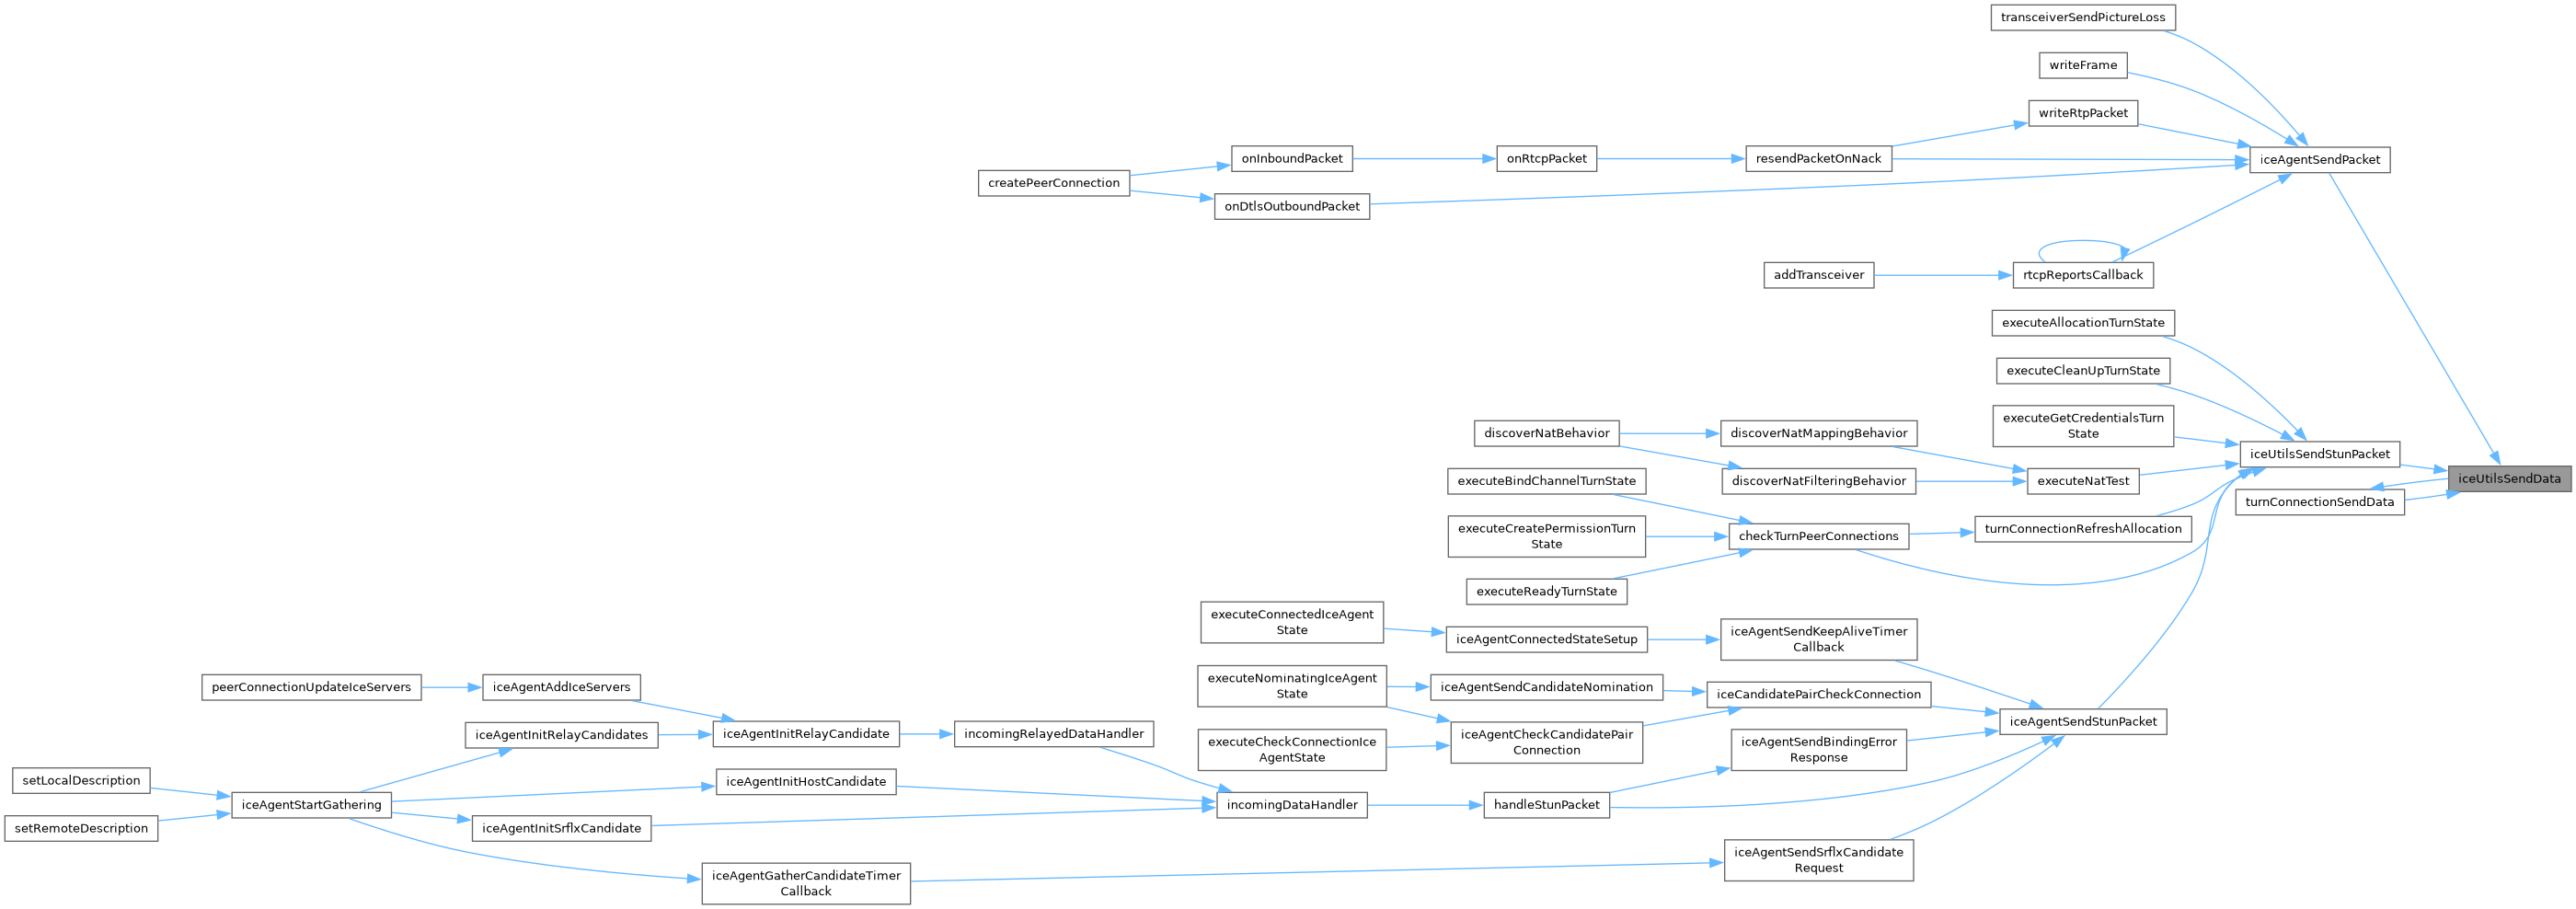 transceiverSendPictureLoss
writeFrame
writeRtpPacket
onInboundPacket
onRtcpPacket
resendPacketOnNack
iceAgentSendPacket
createPeerConnection
onDtlsOutboundPacket
addTransceiver
rtcpReportsCallback
executeAllocationTurnState
executeCleanUpTurnState
executeGetCredentialsTurn
State
discoverNatBehavior
discoverNatMappingBehavior
iceUtilsSendStunPacket
executeBindChannelTurnState
discoverNatFilteringBehavior
executeNatTest
iceUtilsSendData
turnConnectionSendData
executeCreatePermissionTurn
State
checkTurnPeerConnections
turnConnectionRefreshAllocation
executeReadyTurnState
executeConnectedIceAgent
State
iceAgentConnectedStateSetup
iceAgentSendKeepAliveTimer
Callback
peerConnectionUpdateIceServers
iceAgentAddIceServers
executeNominatingIceAgent
State
iceAgentSendCandidateNomination
iceCandidatePairCheckConnection
iceAgentSendStunPacket
iceAgentInitRelayCandidates
iceAgentInitRelayCandidate
incomingRelayedDataHandler
executeCheckConnectionIce
AgentState
iceAgentCheckCandidatePair
Connection
iceAgentSendBindingError
Response
setLocalDescription
iceAgentInitHostCandidate
iceAgentStartGathering
incomingDataHandler
handleStunPacket
setRemoteDescription
iceAgentInitSrflxCandidate
iceAgentSendSrflxCandidate
Request
iceAgentGatherCandidateTimer
Callback